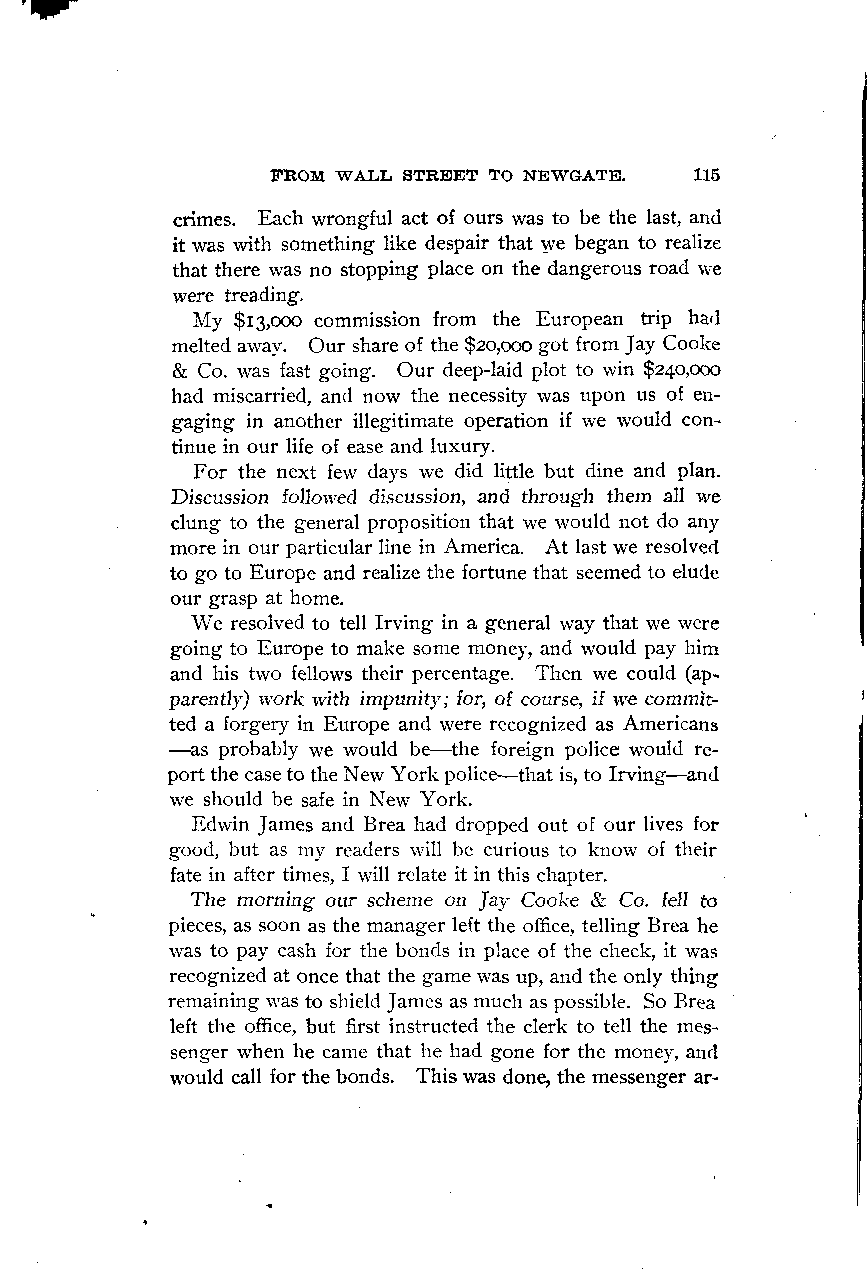 FROM WALL STREET TO NEWGATE. 115
crimes. Each wrongful act of ours was to be the last, and
it was with something like despair that we began to realize
that there was no stopping place on the dangerous road we
were treading.
My $13,000 commission from the European trip had
melted away. Our share of the $20,000 got from Jay Cooke
& Co. was fast going. Our deep-laid plot to win $240,000
had miscarried, and now the necessity was upon us of en-
gaging in another illegitimate operation if we would con-
tinue in our life of ease and luxury.
For the next few days we did little but dine and plan.
Discussion followed discussion, and through them all we
clung to the general proposition that we would not do any
more in our particular line in America. At last we resolved
to go to Europe and realize the fortune that seemed to elude
our grasp at home.
We resolved to tell Irving in a general way that we were
going to Europe to make some money, and would pay him
and his two fellows their percentage. Then we could (ap-
parently) work with impunity; for, of course, if we commit-
ted a forgery in Europe and were recognized as Americans
—as probably we would be—the foreign police would re-
port the case to the New York police—that is, to Irving—and
we should be safe in New York.
Edwin James and Brea had dropped out of our lives for
good, but as my readers will be curious to know of their
fate in after times, I will relate it in this chapter.
The morning our scheme on Jay Cooke & Co. fell to
pieces, as soon as the manager left the office, telling Brea he
was to pay cash for the bonds in place of the check, it was
recognized at once that the game was up, and the only thing
remaining was to shield James as much as possible. So Brea
left the office, but first instructed the clerk to tell the mes-
senger when he came that he had gone for the money, and
would call for the bonds. This was done, the messenger ar-